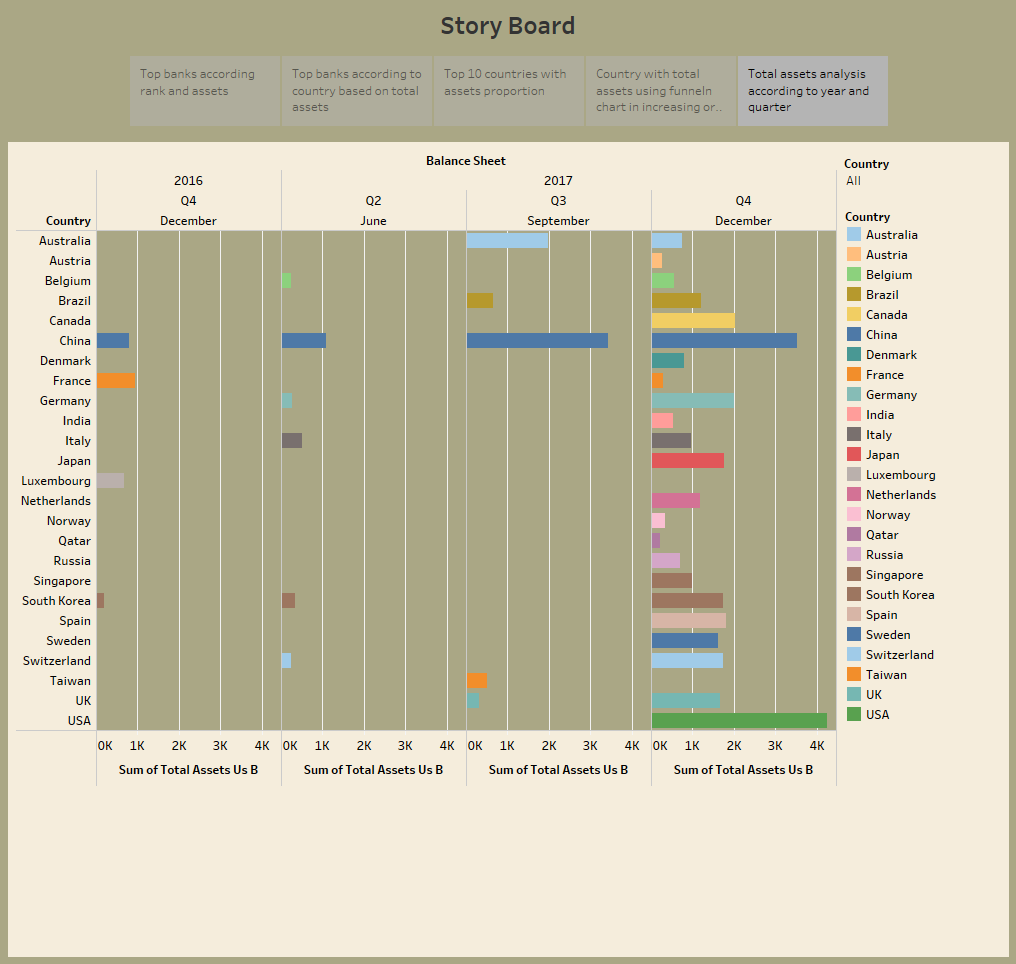 Story Board
Top banks according
rank and assets
Top banks according to
country based on total
assets
Top 10 countries with
assets proportion
Country with total
assets using funneln
chart in increasing or..
Total assets analysis
according to year and
quarter
Balance Sheet
2016
2017
Q4
Q2
Q3
Q4
Country
December
June
September
December
Australia
Austria
Belgium
Brazil
Canada
China
Denmark
France
Germany
India
Italy
Japan
Luxembourg
Netherlands
Norway
Qatar
Russia
Singapore
South Korea
Spain
Sweden
Switzerland
Taiwan
UK
USA
0K 1K 2K 3K 4K
0K 1K 2K 3K 4K
0K 1K 2K 3K 4K
0K 1K 2K 3K 4K
Sum of Total Assets Us B
Sum of Total Assets Us B
Sum of Total Assets Us B
Sum of Total Assets Us B
Country
All
Country
Australia
Austria
Belgium
Brazil
Canada
China
Denmark
France
Germany
India
Italy
Japan
Luxembourg
Netherlands
Norway
Qatar
Russia
Singapore
South Korea
Spain
Sweden
Switzerland
Taiwan
UK
USA